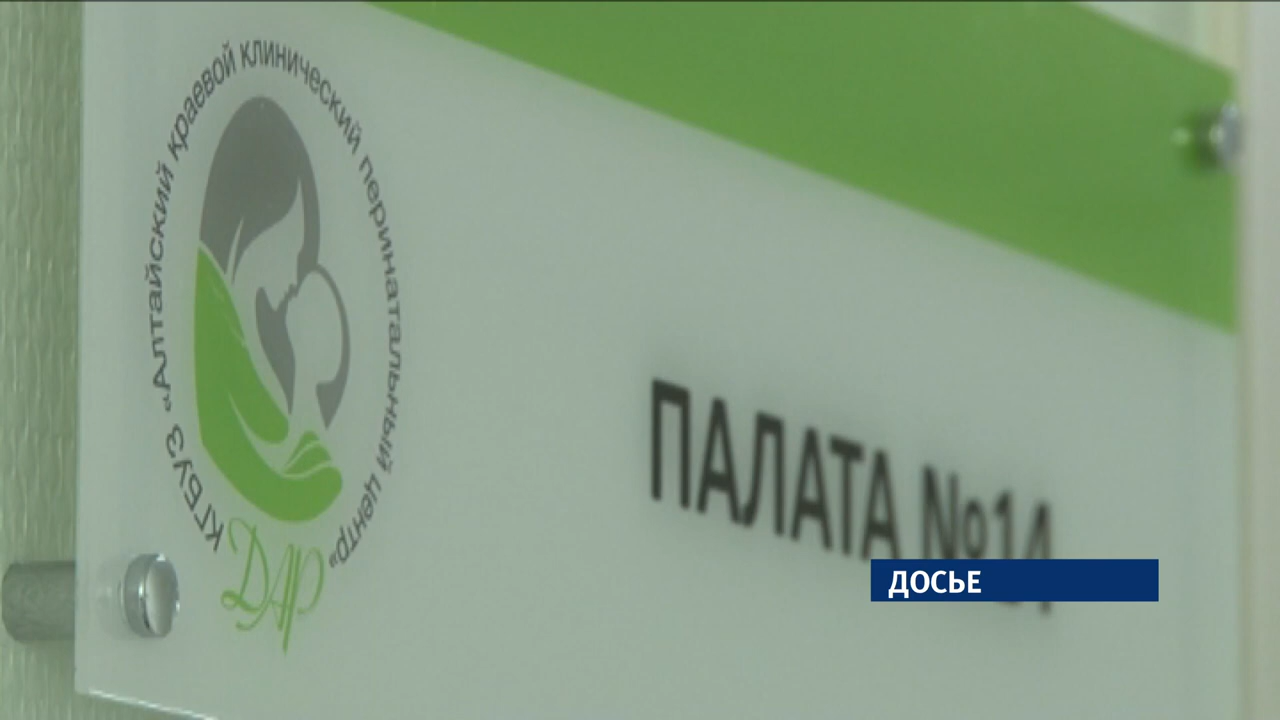 КГБУЗ «Алтайский краевой клинический перинатальный центр»
ДАР
ПАЛАТА №14
ДОСЬЕ